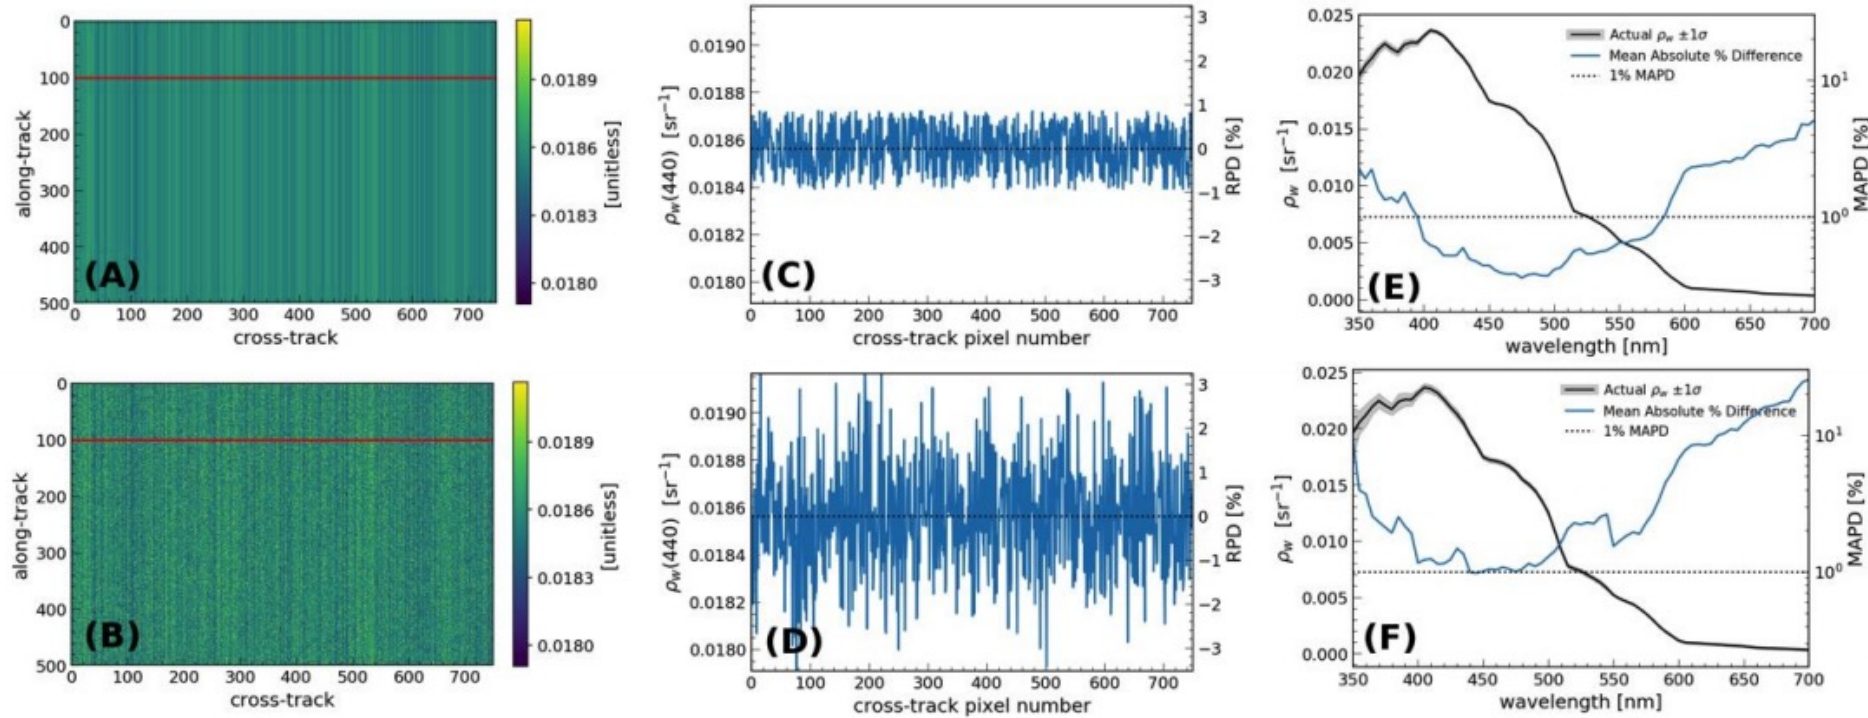 0
100
200
300
400
500
along-track
(A)
0 100 200 300 400 500 600 700
cross-track
0.0189
0.0186
0.0183
0.0180
[unitless]
0.0190
0.0188
0.0186
0.0184
0.0182
0.0180
ρw(440) [sr⁻¹]
(C)
0 100 200 300 400 500 600 700
cross-track pixel number
3
2
1
0
−1
−2
−3
RPD [%]
0.025
0.020
0.015
0.010
0.005
0.000
ρw [sr⁻¹]
Actual ρw ±1σ
Mean Absolute % Difference
1% MAPD
(E)
350 400 450 500 550 600 650 700
wavelength [nm]
10¹
10⁰
MAPD [%]
0
100
200
300
400
500
along-track
(B)
0 100 200 300 400 500 600 700
cross-track
0.0189
0.0186
0.0183
0.0180
[unitless]
0.0190
0.0188
0.0186
0.0184
0.0182
0.0180
ρw(440) [sr⁻¹]
(D)
0 100 200 300 400 500 600 700
cross-track pixel number
3
2
1
0
−1
−2
−3
RPD [%]
0.025
0.020
0.015
0.010
0.005
0.000
ρw [sr⁻¹]
Actual ρw ±1σ
Mean Absolute % Difference
1% MAPD
(F)
350 400 450 500 550 600 650 700
wavelength [nm]
10¹
10⁰
MAPD [%]